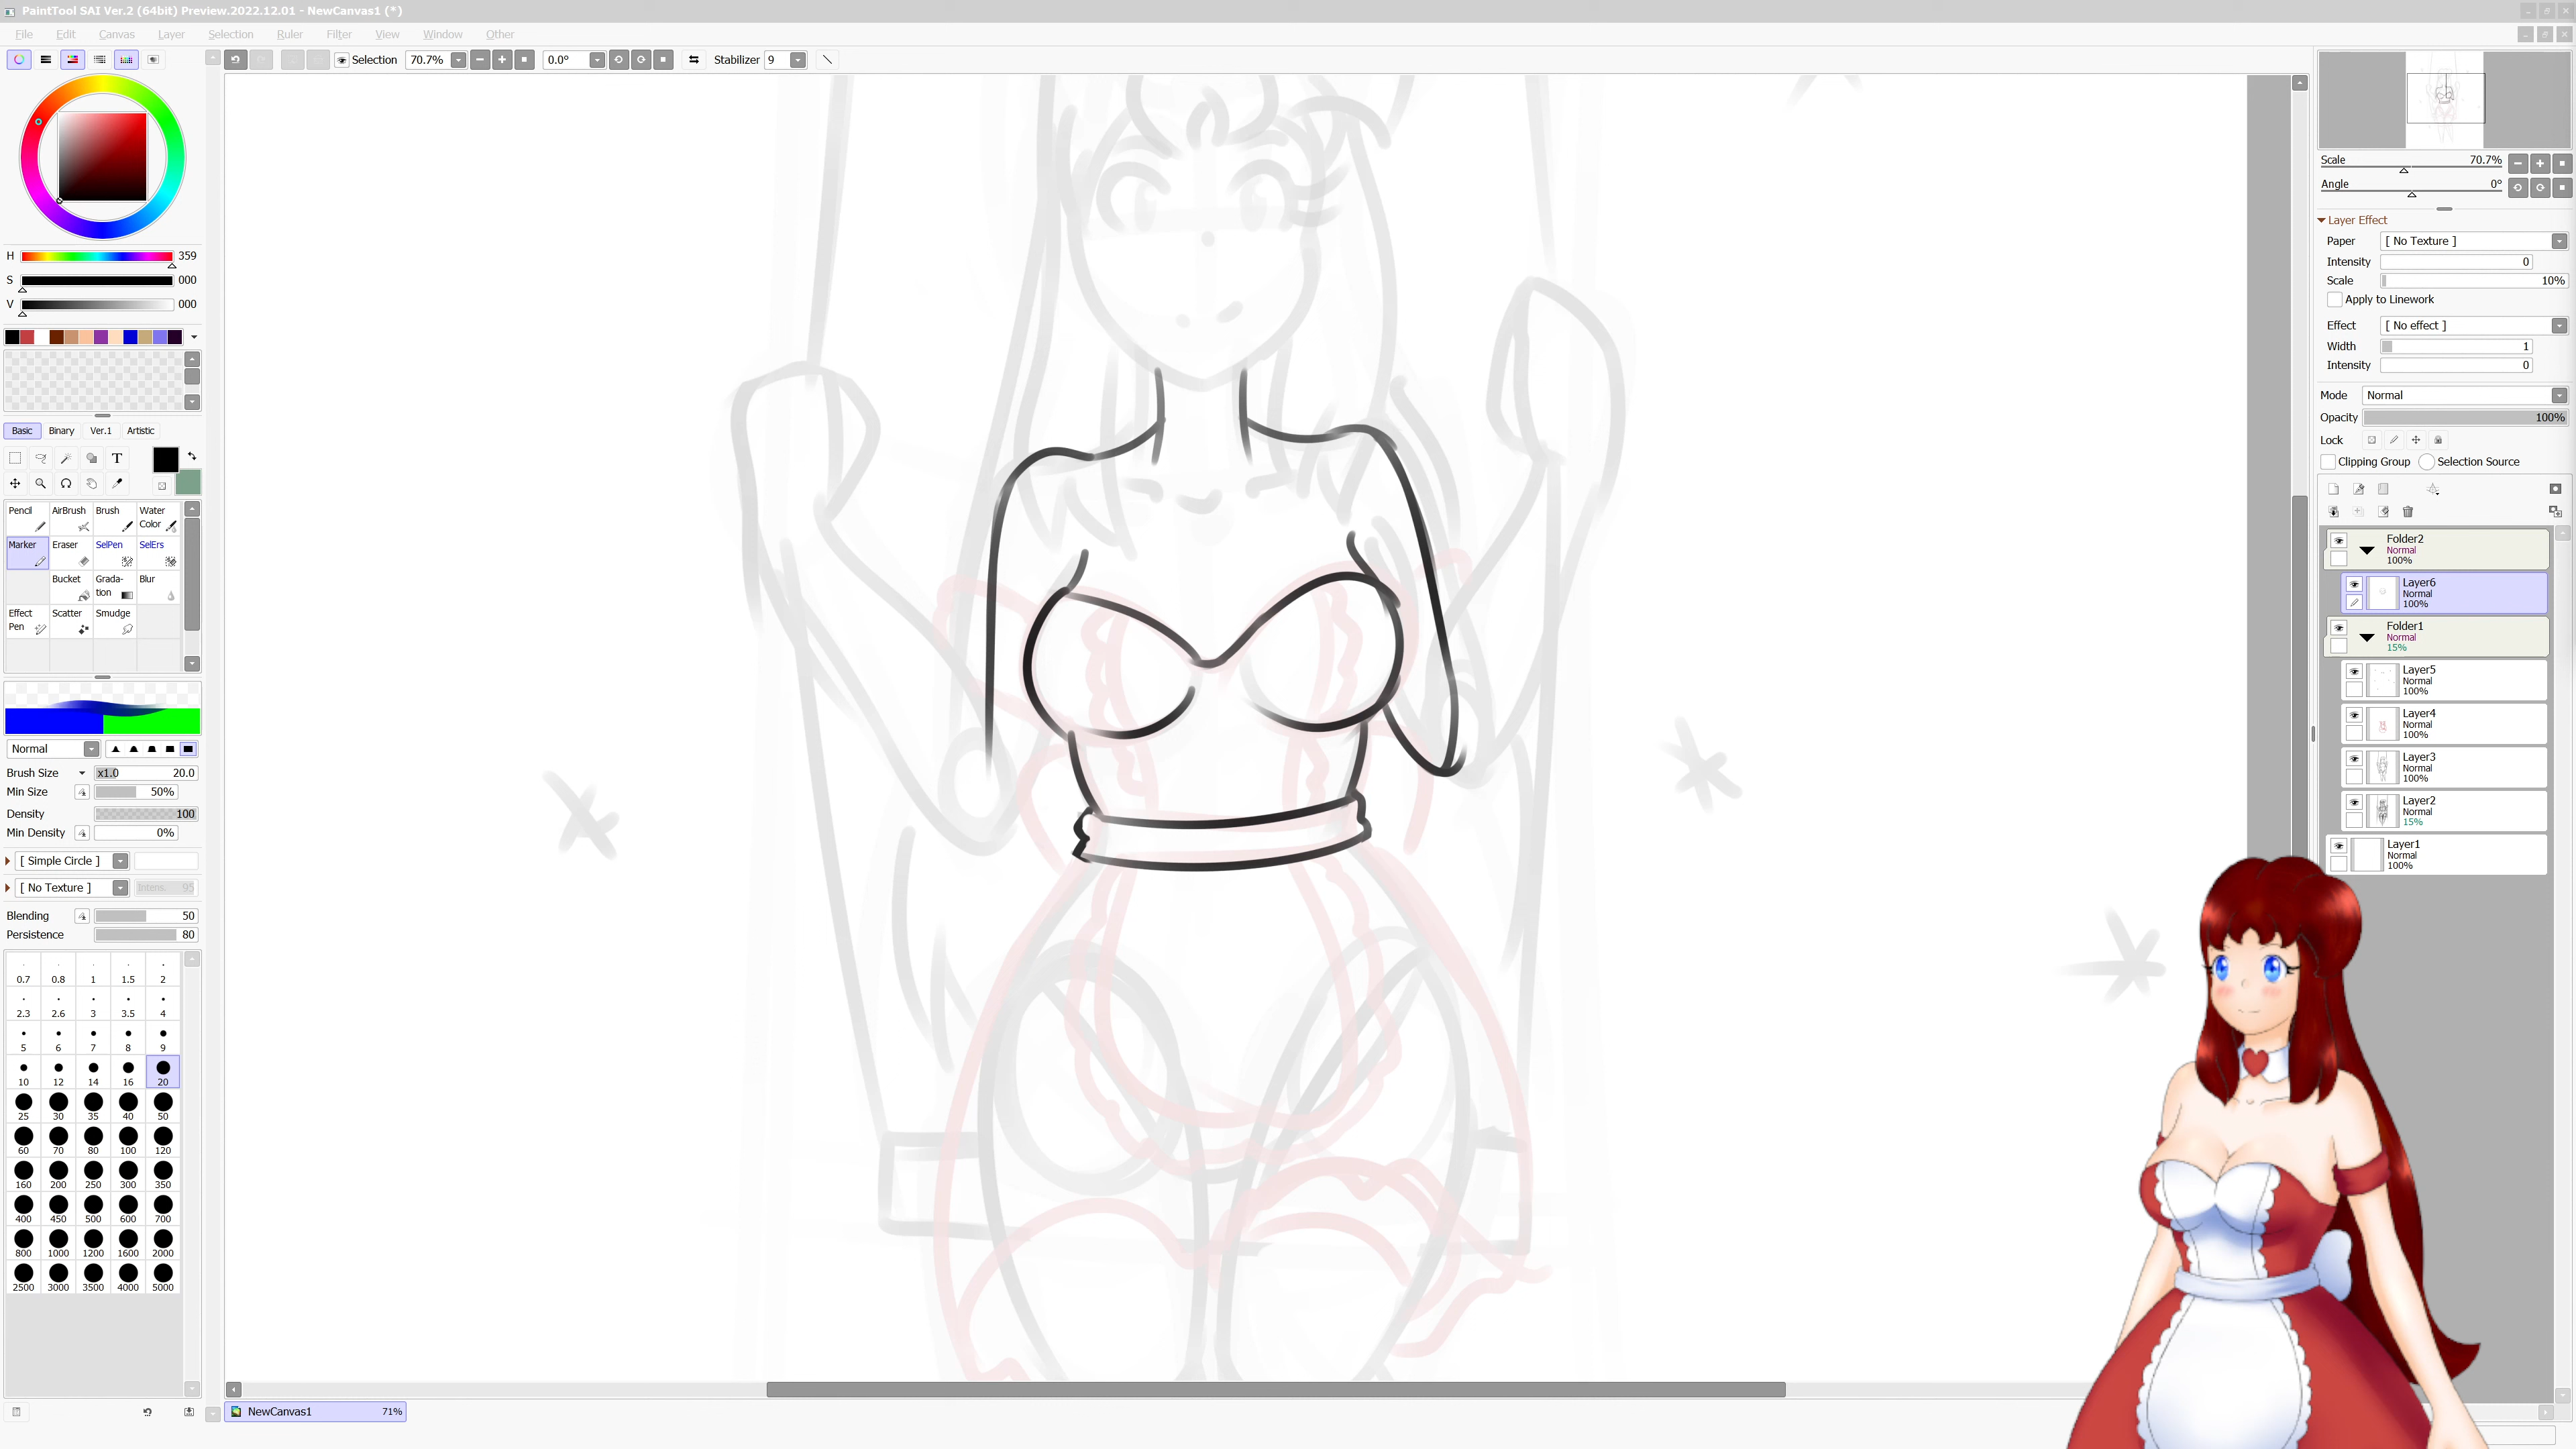 PaintTool SAI Ver.2 (64bit) Preview.2022.12.01 - NewCanvas1 (*)
File Edit Canvas Layer Selection Ruler Filter View Window Other
Selection 70.7% 0.0° Stabilizer 9
H 359
S 000
V 000
Basic Binary Ver.1 Artistic
T
Pencil AirBrush Brush Water Color
Marker Eraser SelPen SelErs
Bucket Grada-tion Blur
Effect Pen Scatter Smudge
Normal
Brush Size x1.0 20.0
Min Size 50%
Density 100
Min Density 0%
[ Simple Circle ]
[ No Texture ] Intens. 95
Blending 50
Persistence 80
0.7 0.8 1 1.5 2
2.3 2.6 3 3.5 4
5 6 7 8 9
10 12 14 16 20
25 30 35 40 50
60 70 80 100 120
160 200 250 300 350
400 450 500 600 700
800 1000 1200 1600 2000
2500 3000 3500 4000 5000
NewCanvas1 71%
Scale 70.7%
Angle 0°
Layer Effect
Paper [ No Texture ]
Intensity 0
Scale 10%
Apply to Linework
Effect [ No effect ]
Width 1
Intensity 0
Mode Normal
Opacity 100%
Lock
Clipping Group Selection Source
Folder2
Normal
100%
Layer6
Normal
100%
Folder1
Normal
15%
Layer5
Normal
100%
Layer4
Normal
100%
Layer3
Normal
100%
Layer2
Normal
15%
Layer1
Normal
100%